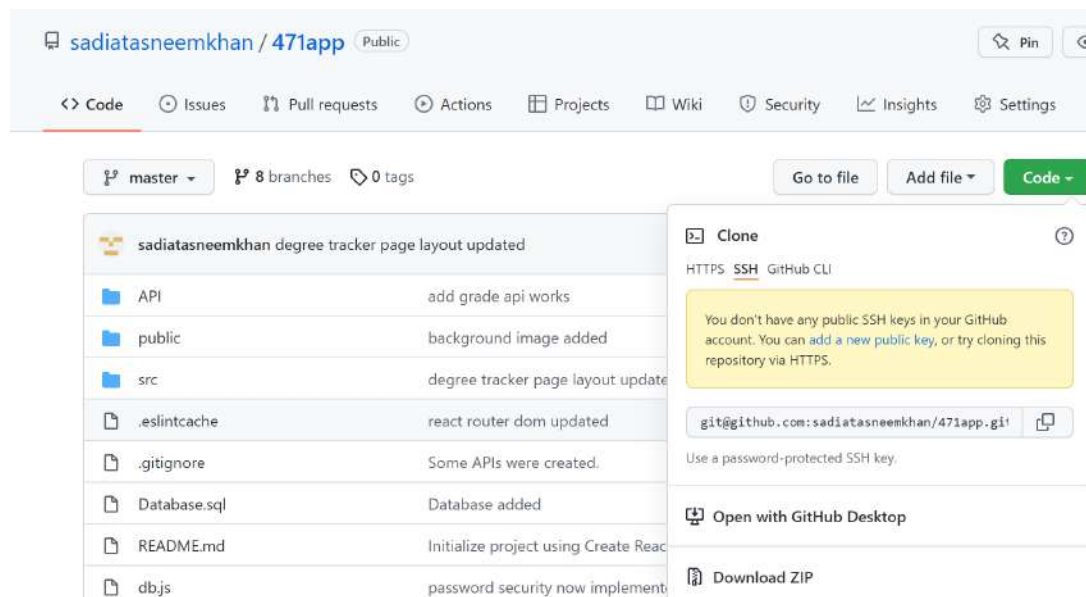 sadiatasneemkhan / 471app Public
Pin
Code Issues Pull requests Actions Projects Wiki Security Insights Settings
master 8 branches 0 tags Go to file Add file Code
sadiatasneemkhan degree tracker page layout updated
API add grade api works
public background image added
src degree tracker page layout update
.eslintcache react router dom updated
.gitignore Some APIs were created.
Database.sql Database added
README.md Initialize project using Create Reac
db.js password security now implement
Clone
HTTPS SSH GitHub CLI
You don't have any public SSH keys in your GitHub
account. You can add a new public key, or try cloning this
repository via HTTPS.
git@github.com:sadiatasneemkhan/471app.git
Use a password-protected SSH key.
Open with GitHub Desktop
Download ZIP